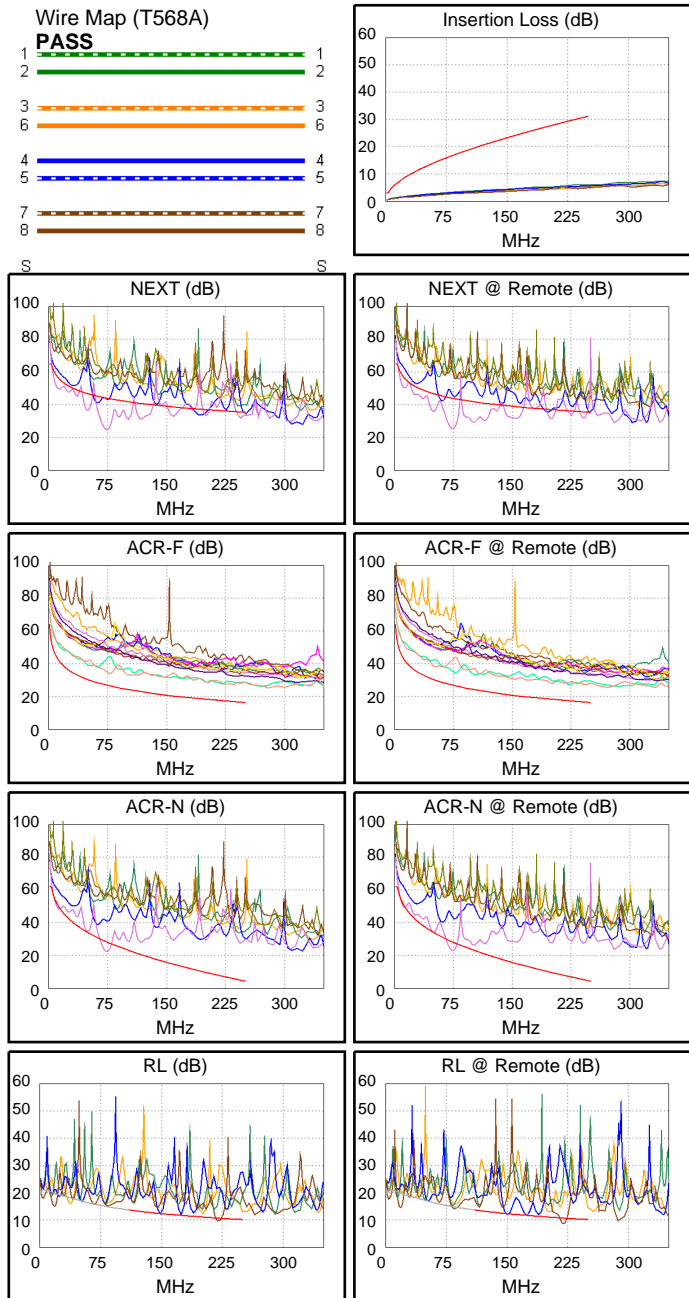 Wire Map (T568A)
PASS
1 1
2 2
3 3
6 6
4 4
5 5
7 7
8 8
S S
Insertion Loss (dB)
60
50
40
30
20
10
0
0 75 150 225 300
MHz
NEXT (dB)
100
80
60
40
20
0
0 75 150 225 300
MHz
NEXT @ Remote (dB)
100
80
60
40
20
0
0 75 150 225 300
MHz
ACR-F (dB)
100
80
60
40
20
0
0 75 150 225 300
MHz
ACR-F @ Remote (dB)
100
80
60
40
20
0
0 75 150 225 300
MHz
ACR-N (dB)
100
80
60
40
20
0
0 75 150 225 300
MHz
ACR-N @ Remote (dB)
100
80
60
40
20
0
0 75 150 225 300
MHz
RL (dB)
60
50
40
30
20
10
0
0 75 150 225 300
MHz
RL @ Remote (dB)
60
50
40
30
20
10
0
0 75 150 225 300
MHz